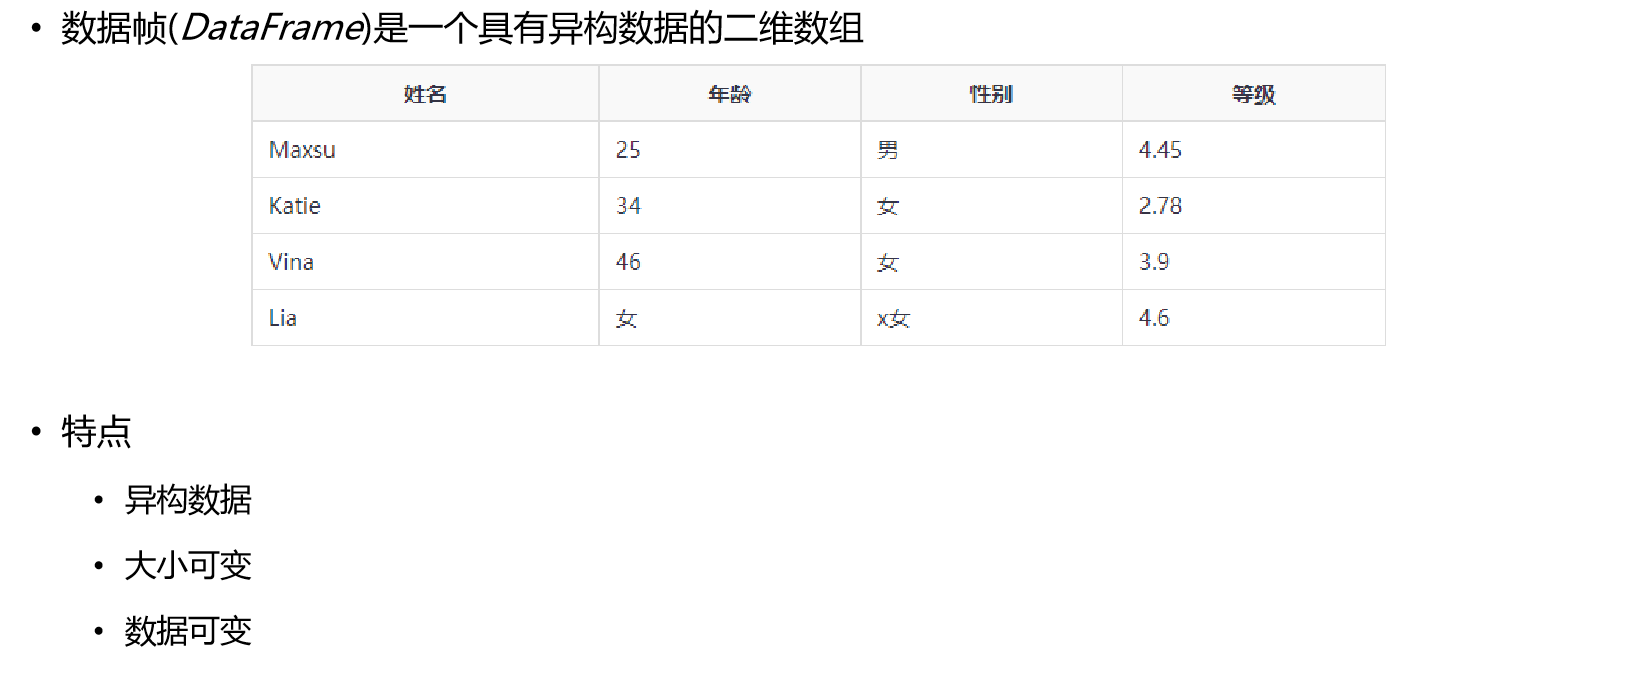 • 数据帧(DataFrame)是一个具有异构数据的二维数组
姓名 年龄 性别 等级
Maxsu 25 男 4.45
Katie 34 女 2.78
Vina 46 女 3.9
Lia 女 x女 4.6
• 特点
• 异构数据
• 大小可变
• 数据可变